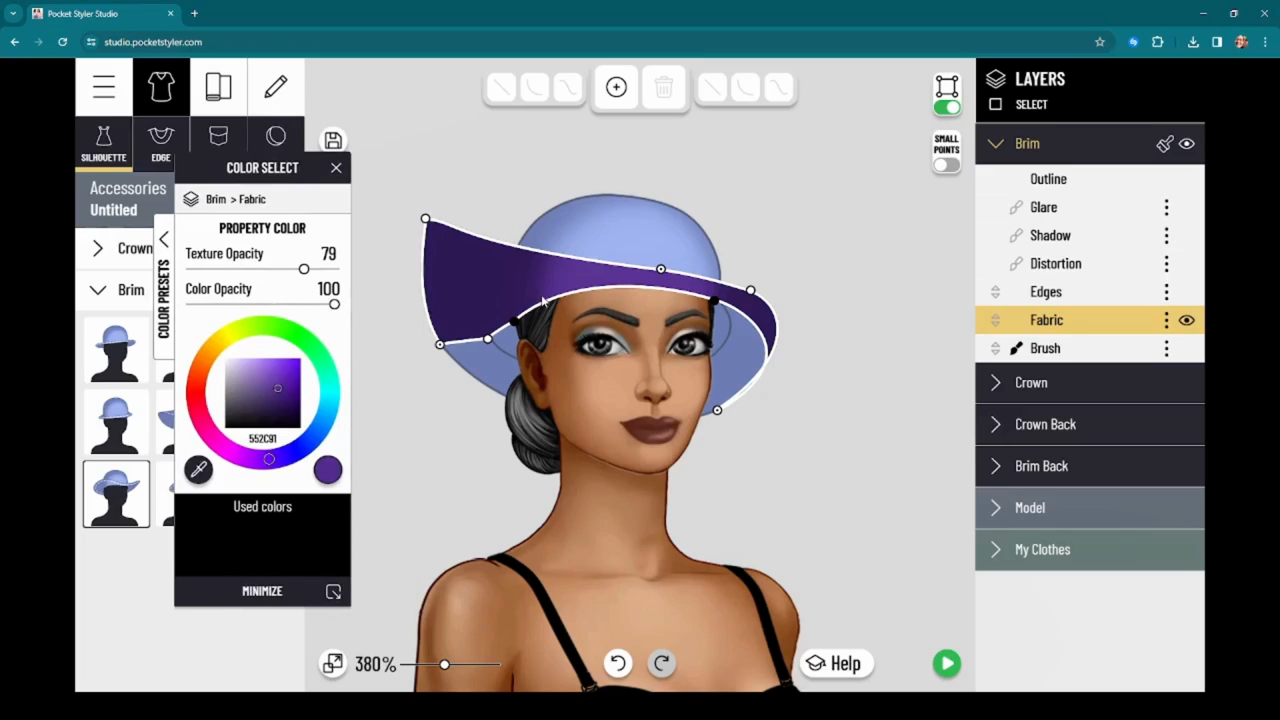 Pocket Styler Studio
studio.pocketstyler.com
SILHOUETTE
EDGE
Accessories
Untitled
Crown
Brim
COLOR SELECT
Brim > Fabric
PROPERTY COLOR
Texture Opacity 79
Color Opacity 100
COLOR PRESETS
552C91
Used colors
MINIMIZE
SMALL
POINTS
380%
Help
LAYERS
SELECT
Brim
Outline
Glare
Shadow
Distortion
Edges
Fabric
Brush
Crown
Crown Back
Brim Back
Model
My Clothes